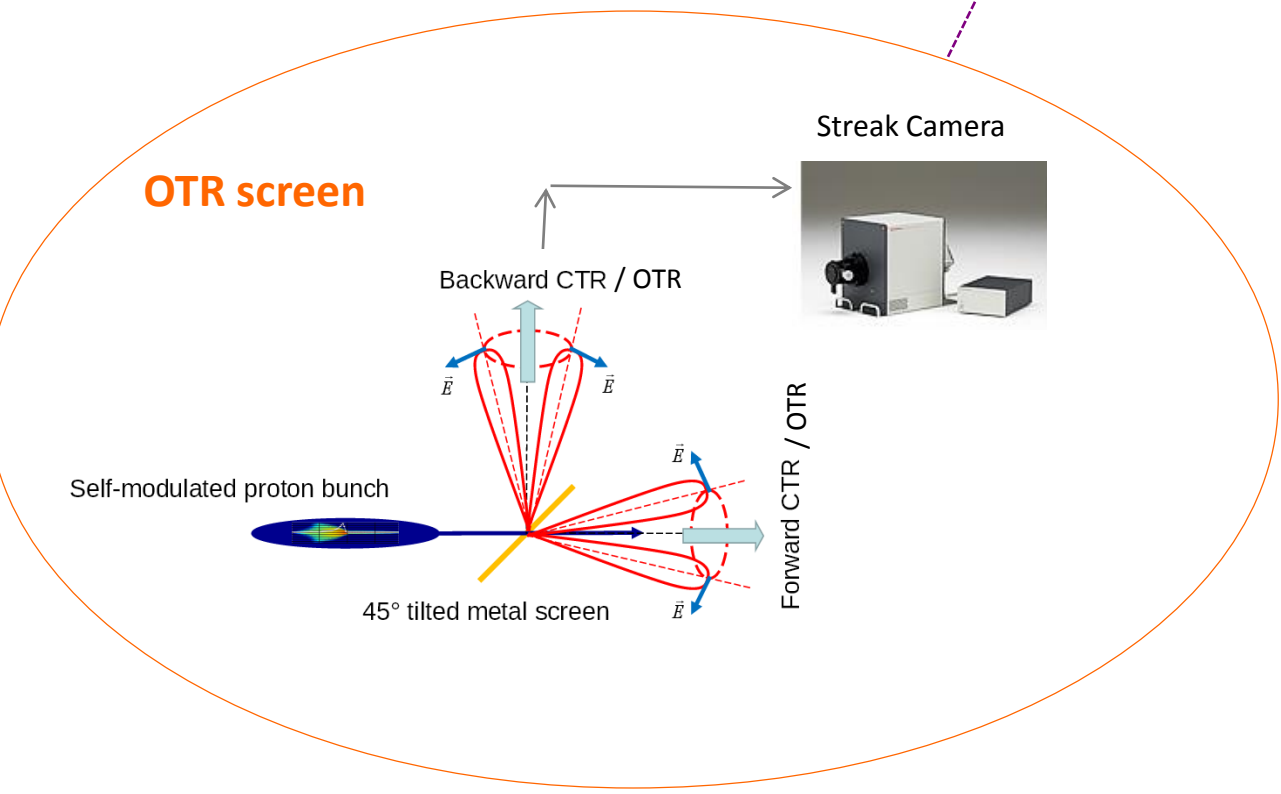 Streak Camera
OTR screen
Backward CTR / OTR
E
E
Forward CTR / OTR
E
Self-modulated proton bunch
45° tilted metal screen
E